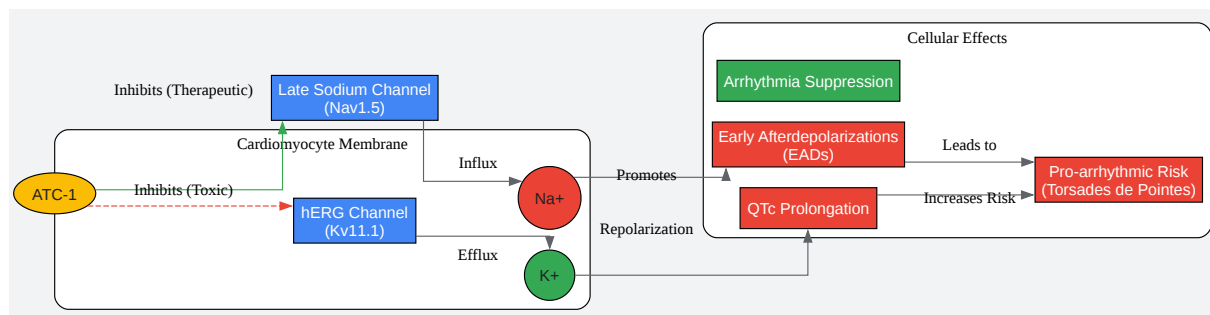 Cellular Effects
Arrhythmia Suppression
Inhibits (Therapeutic)
Late Sodium Channel
(Nav1.5)
Cardiomyocyte Membrane
Early Afterdepolarizations
(EADs)
Leads to
Influx
Promotes
Pro-arrhythmic Risk
(Torsades de Pointes)
ATC-1
Inhibits (Toxic)
Na+
QTc Prolongation
Increases Risk
hERG Channel
(Kv11.1)
Repolarization
Efflux
K+